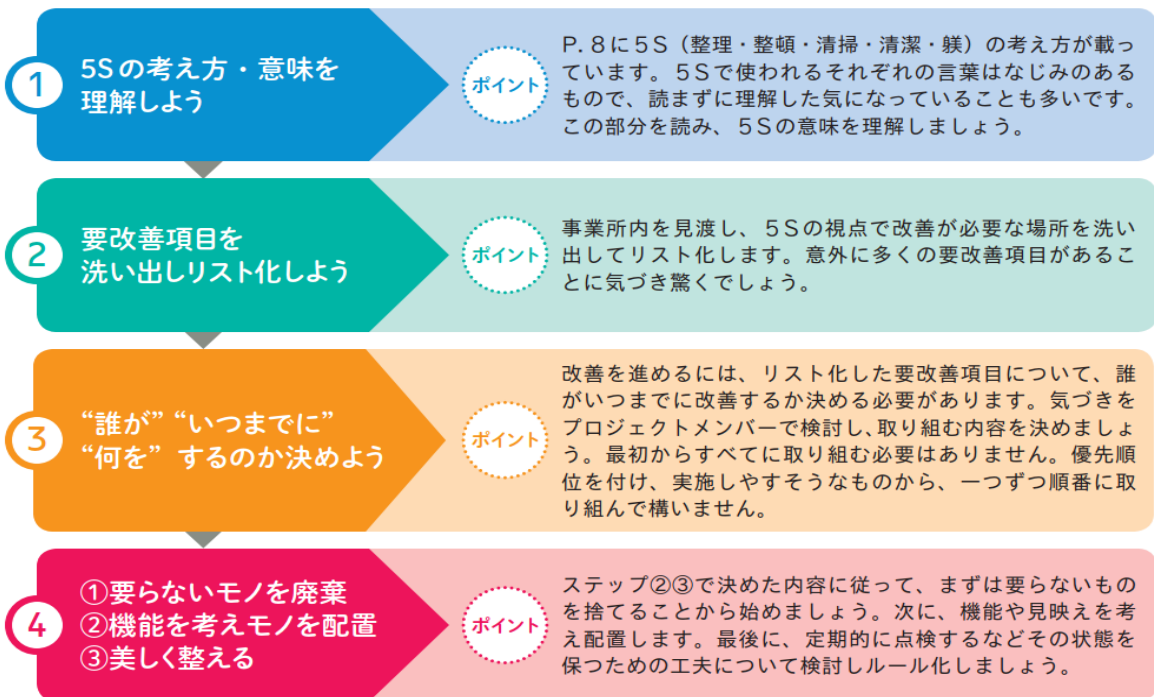 1
5Sの考え方・意味を
理解しよう
ポイント
P.8に5S（整理・整頓・清掃・清潔・躾）の考え方が載っ
ています。5Sで使われるそれぞれの言葉はなじみのある
もので、読まずに理解した気になっていることも多いです。
この部分を読み、5Sの意味を理解しましょう。
2
要改善項目を
洗い出しリスト化しよう
ポイント
事業所内を見渡し、5Sの視点で改善が必要な場所を洗い
出してリスト化します。意外に多くの要改善項目があるこ
とに気づき驚くでしょう。
3
“誰が”“いつまでに”
“何を”するのか決めよう
ポイント
改善を進めるには、リスト化した要改善項目について、誰
がいつまでに改善するか決める必要があります。気づきを
プロジェクトメンバーで検討し、取り組む内容を決めましょ
う。最初からすべてに取り組む必要はありません。優先順
位を付け、実施しやすそうなものから、一つずつ順番に取
り組んで構いません。
4
①要らないモノを廃棄
②機能を考えモノを配置
③美しく整える
ポイント
ステップ②③で決めた内容に従って、まずは要らないもの
を捨てることから始めましょう。次に、機能や見映えを考
え配置します。最後に、定期的に点検するなどその状態を
保つための工夫について検討しルール化しましょう。